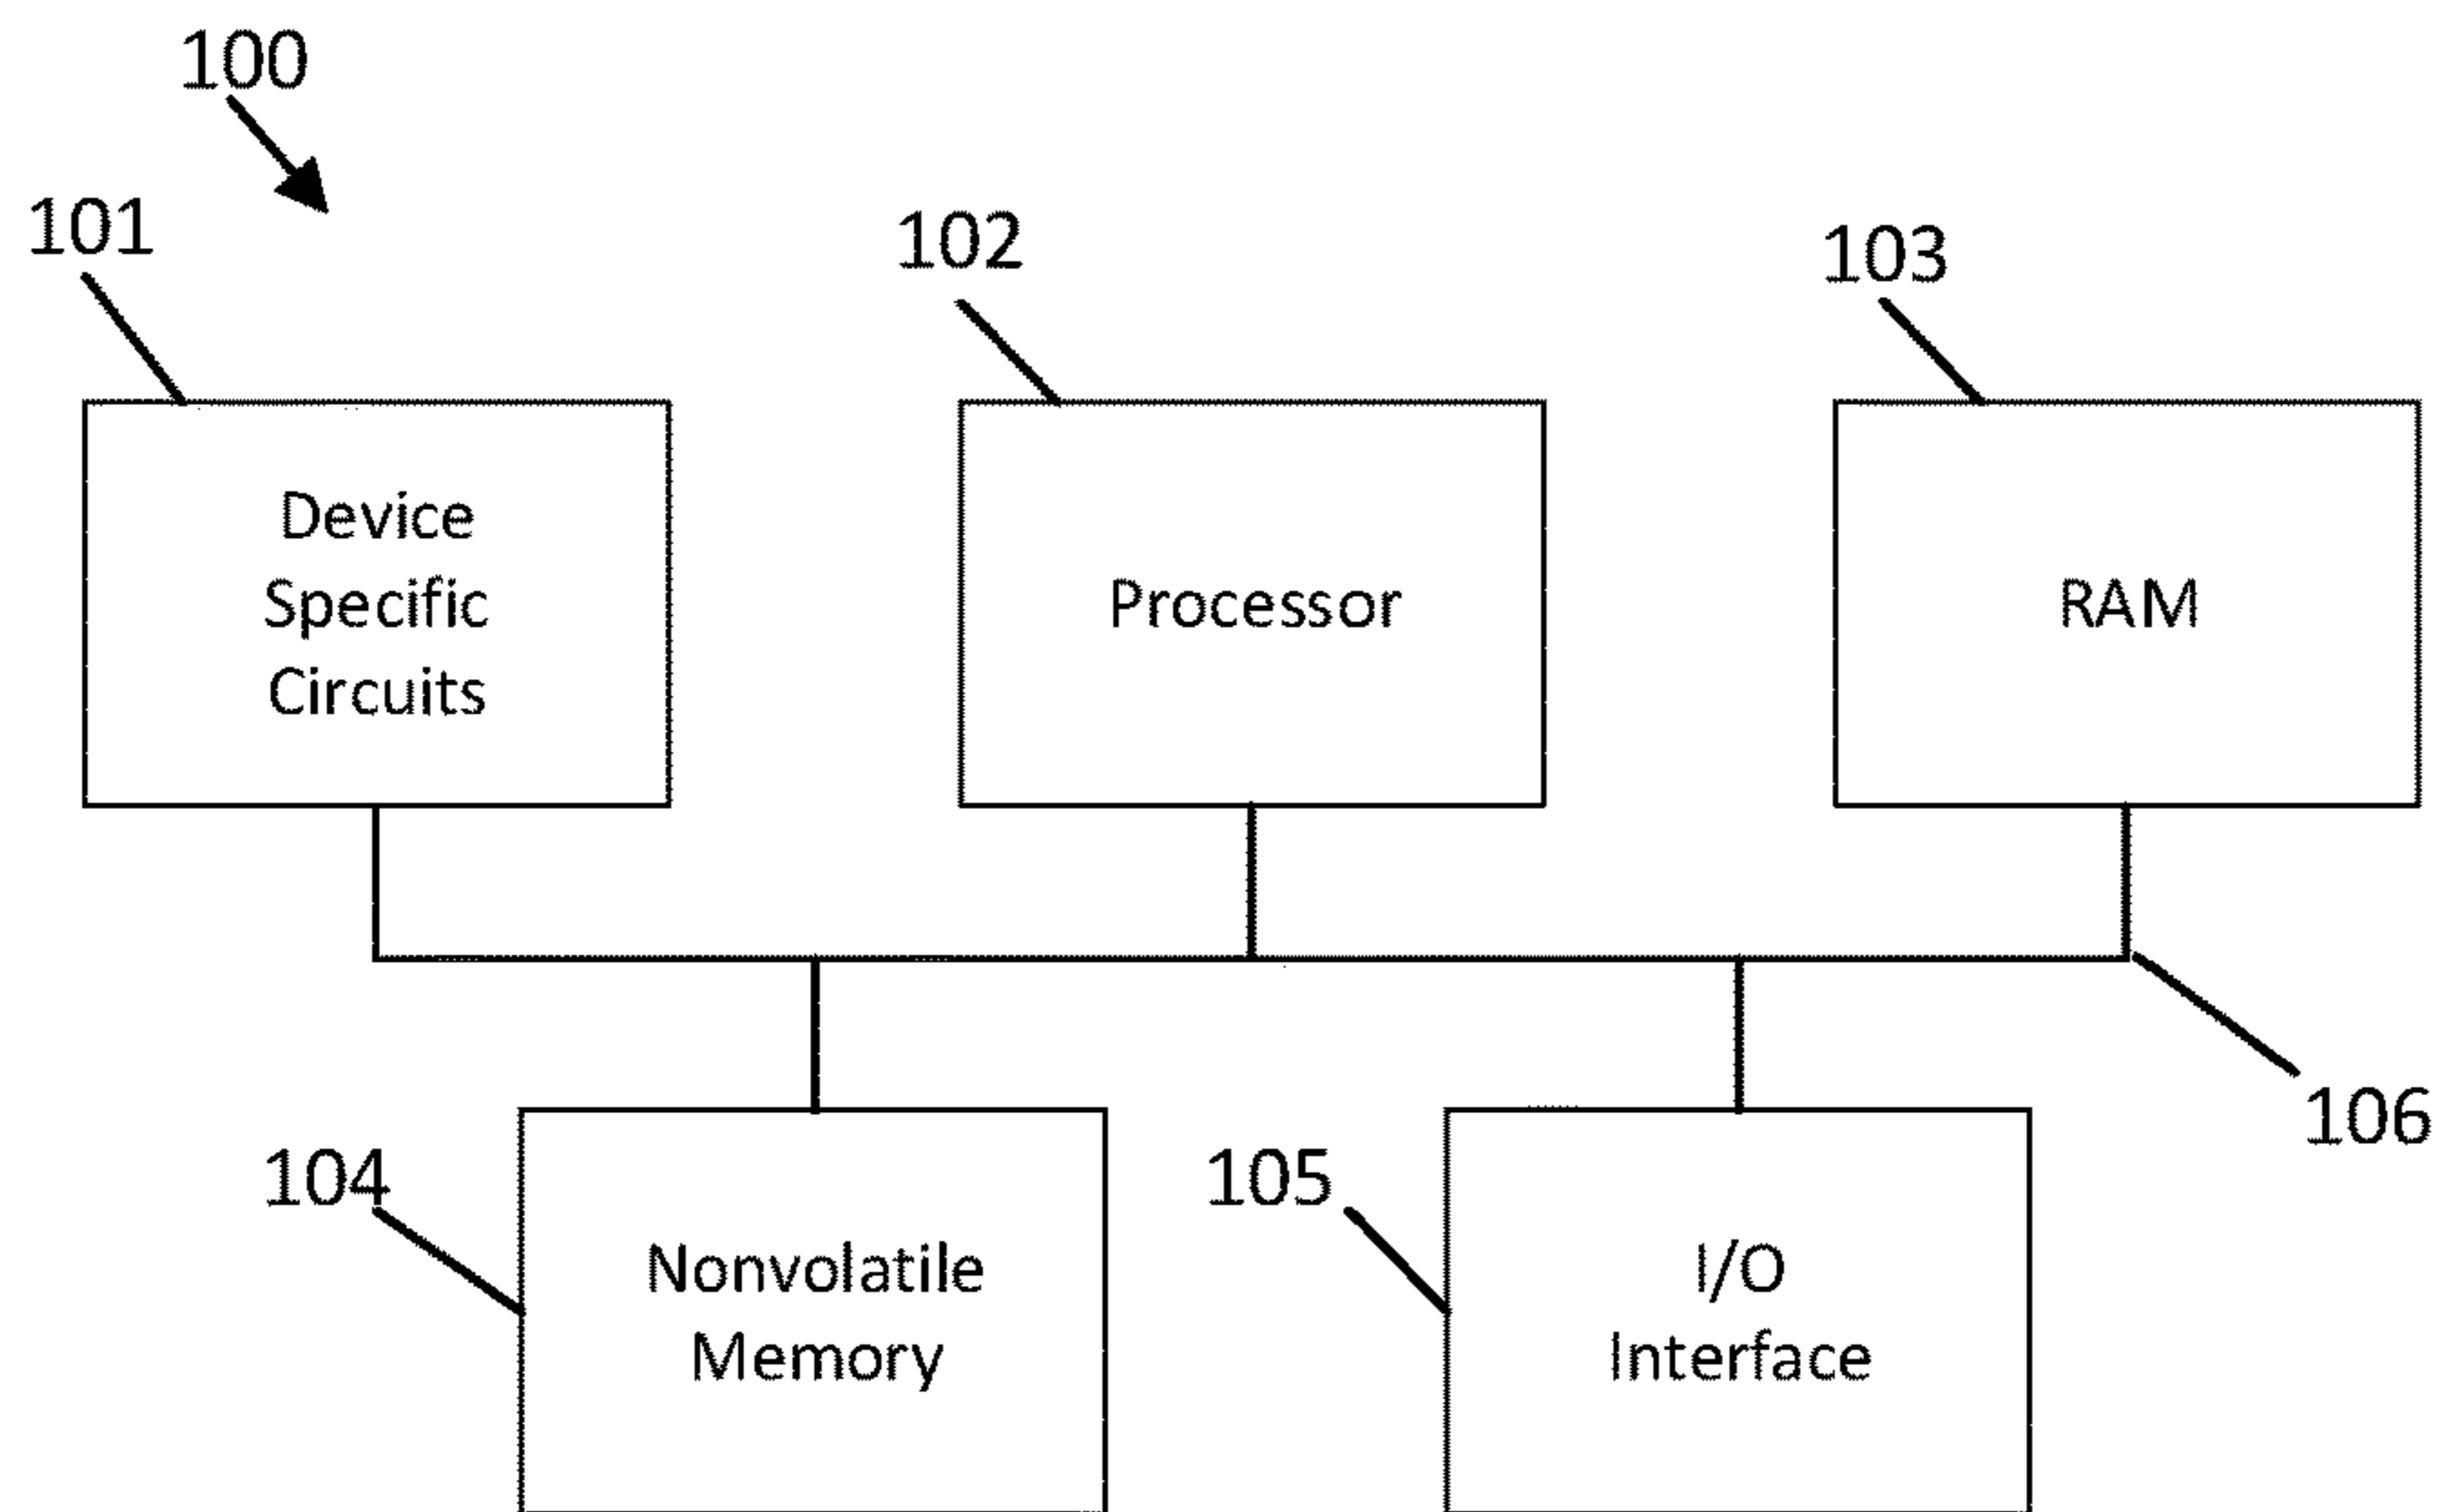 100
101
102
103
Device
Specific
Circuits
Processor
RAM
106
104
105
Nonvolatile
Memory
I/O
Interface